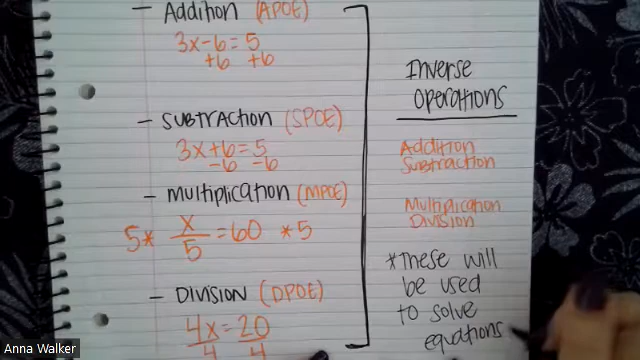 - Addition (APOE)
3x-6=5
+6 +6
- Subtraction (SPOE)
3x+6=5
-6 -6
- Multiplication (MPOE)
5* x/5 =60 *5
- Division (DPOE)
4x=20
4 4
Inverse
Operations
Addition
Subtraction
Multiplication
Division
*These will
be used
to solve
equations
Anna Walker